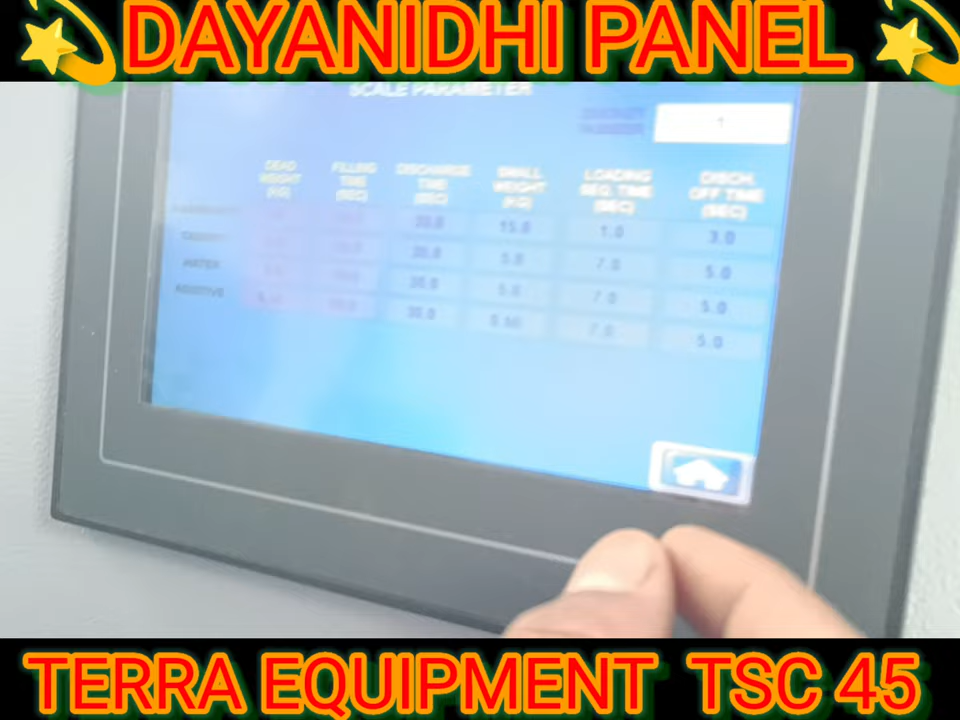 DAYANIDHI PANEL
SCALE PARAMETER
1
DEAD WEIGHT (KG) FILLING TIME (SEC) DISCHARGE TIME (SEC) SMALL WEIGHT (KG) LOADING SEQ. TIME (SEC) DISCH. OFF TIME (SEC)
30.0 15.0 1.0 3.0
CEMENT 30.0 5.0 7.0 5.0
WATER 30.0 5.0 7.0 5.0
ADDITIVE 30.0 0.50 7.0 5.0
TERRA EQUIPMENT TSC 45